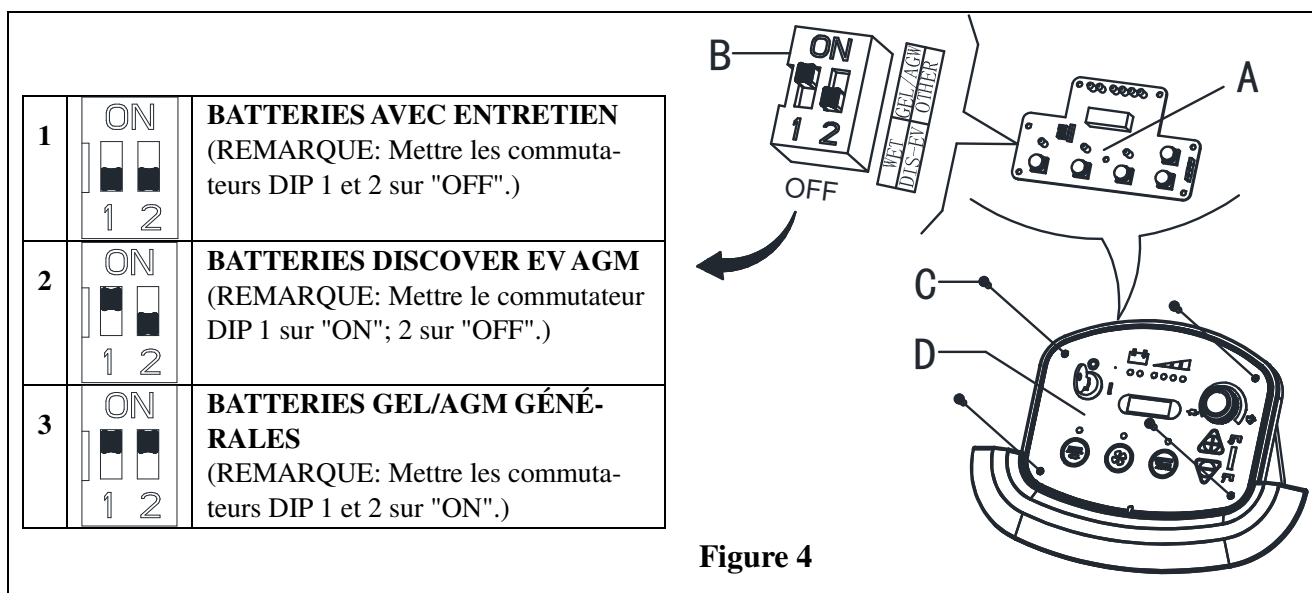 1
ON
1 2
BATTERIES AVEC ENTRETIEN
(REMARQUE: Mettre les commuta-
teurs DIP 1 et 2 sur "OFF".)
2
ON
1 2
BATTERIES DISCOVER EV AGM
(REMARQUE: Mettre le commutateur
DIP 1 sur "ON"; 2 sur "OFF".)
3
ON
1 2
BATTERIES GEL/AGM GÉNÉ-
RALES
(REMARQUE: Mettre les commuta-
teurs DIP 1 et 2 sur "ON".)
B
ON
1 2
OFF
WET GEL/AGW
DIS-EV OTHER
A
C
D
Figure 4